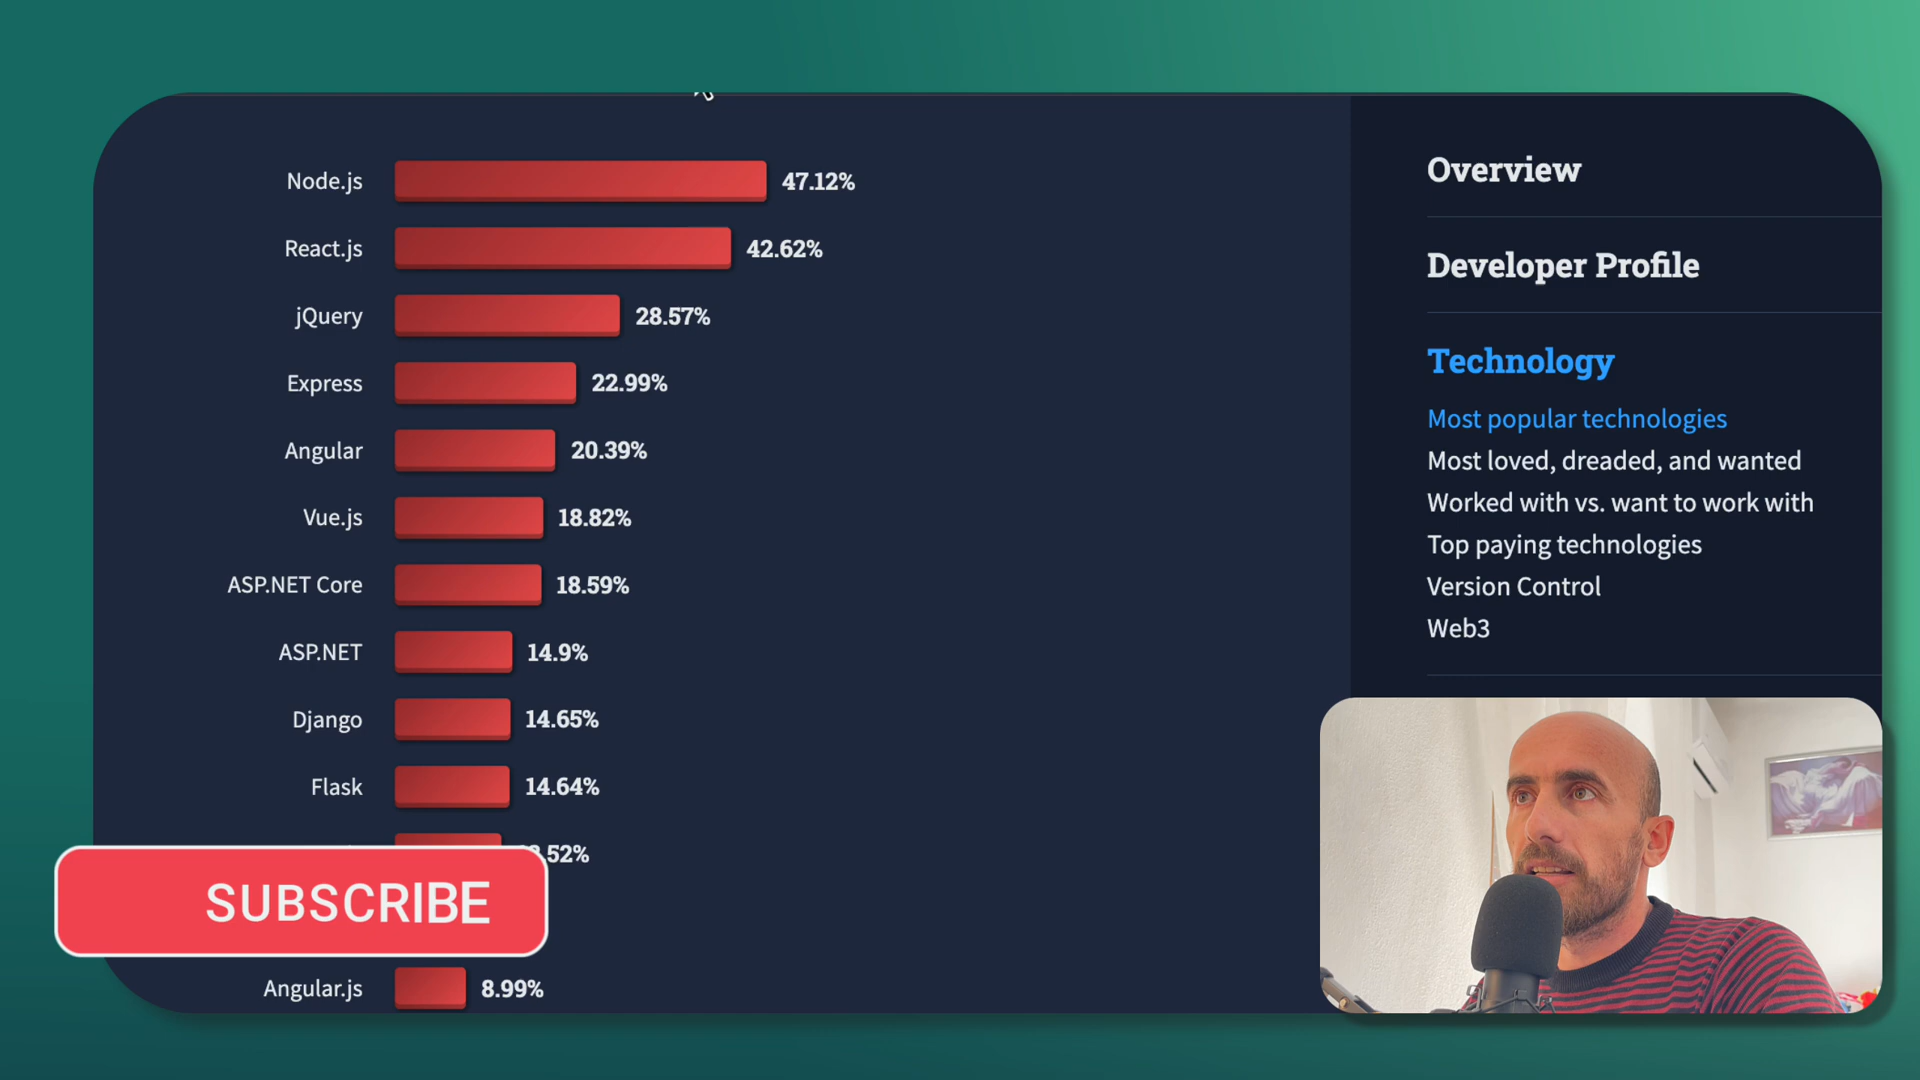 Node.js 47.12%
React.js 42.62%
jQuery 28.57%
Express 22.99%
Angular 20.39%
Vue.js 18.82%
ASP.NET Core 18.59%
ASP.NET 14.9%
Django 14.65%
Flask 14.64%
.52%
SUBSCRIBE
Angular.js 8.99%
Overview
Developer Profile
Technology
Most popular technologies
Most loved, dreaded, and wanted
Worked with vs. want to work with
Top paying technologies
Version Control
Web3